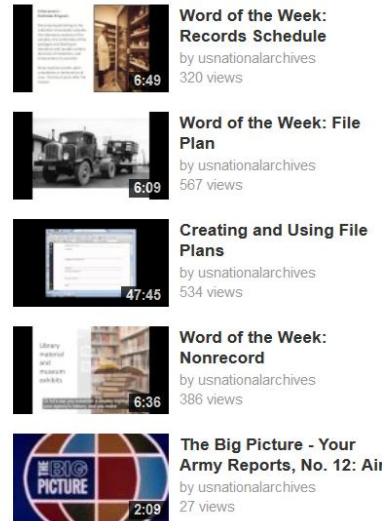 Word of the Week:
Records Schedule
by usnationalarchives
320 views
6:49
Word of the Week: File
Plan
by usnationalarchives
567 views
6:09
Creating and Using File
Plans
by usnationalarchives
534 views
47:45
Library
material
and
museum
exhibits
Word of the Week:
Nonrecord
by usnationalarchives
386 views
6:36
THE BIG
PICTURE
The Big Picture - Your
Army Reports, No. 12: Air
by usnationalarchives
27 views
2:09